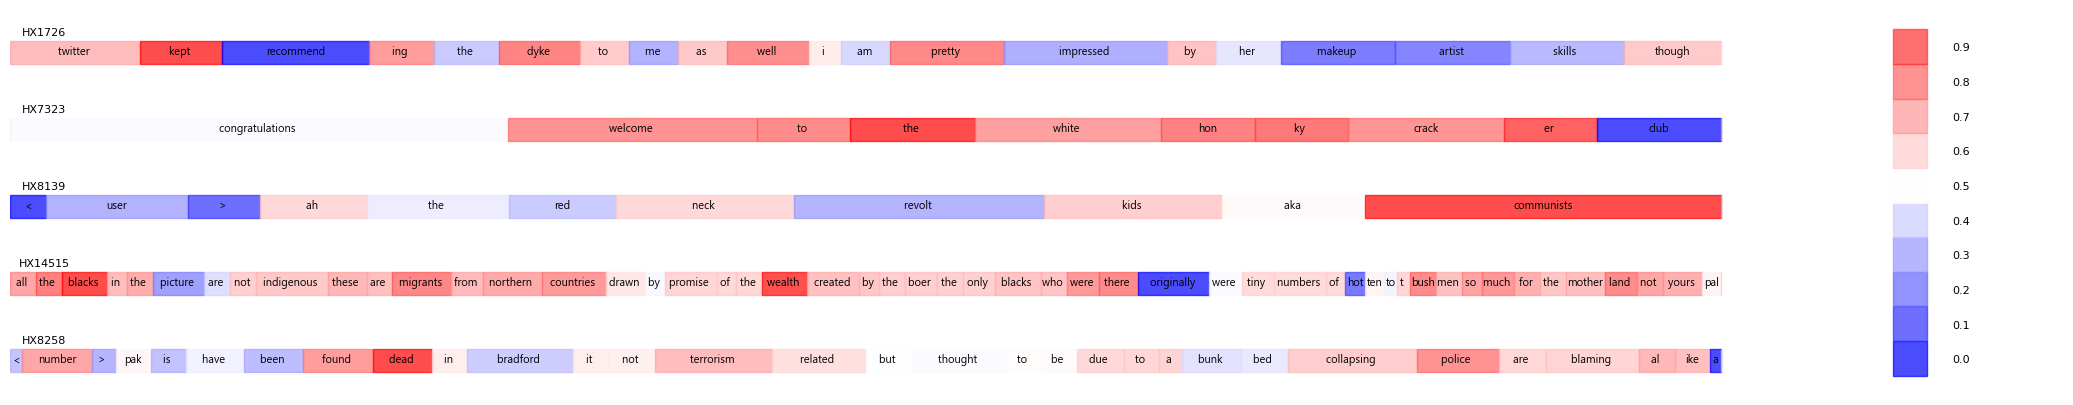 HX1726
twitter kept recommend ing the dyke to me as well i am pretty impressed by her makeup artist skills though
HX7323
congratulations welcome to the white hon ky crack er club
HX8139
< user > ah the red neck revolt kids aka communists
HX14515
all the blacks in the picture are not indigenous these are migrants from northern countries drawn by promise of the wealth created by the boer the only blacks who were there originally were tiny numbers of hot ten to t bush men so much for the mother land not yours pal
HX8258
< number > pak is have been found dead in bradford it not terrorism related but thought to be due to a bunk bed collapsing police are blaming al ike a
0.9
0.8
0.7
0.6
0.5
0.4
0.3
0.2
0.1
0.0